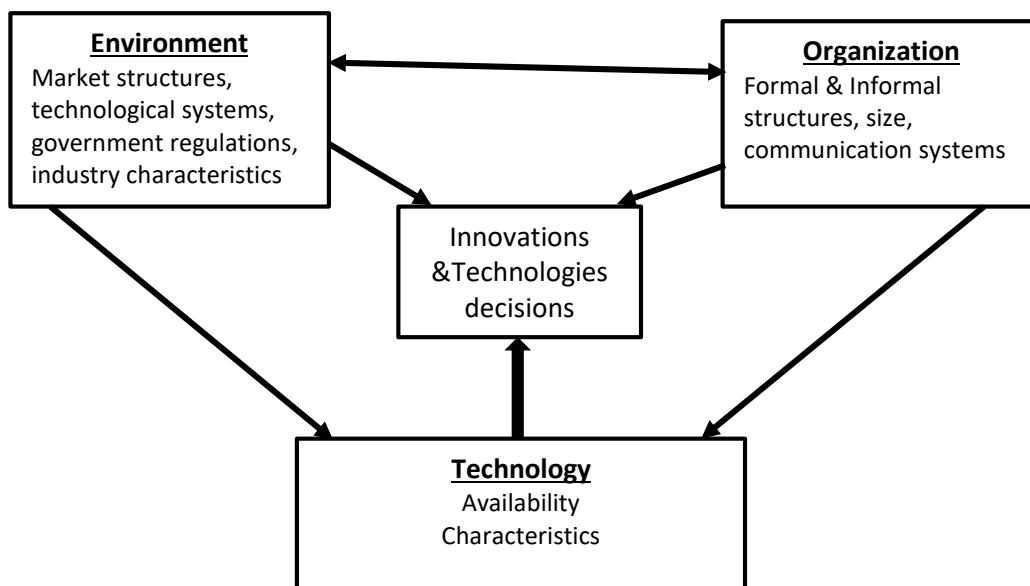 Environment
Market structures,
technological systems,
government regulations,
industry characteristics
Organization
Formal & Informal
structures, size,
communication systems
Innovations
&Technologies
decisions
Technology
Availability
Characteristics